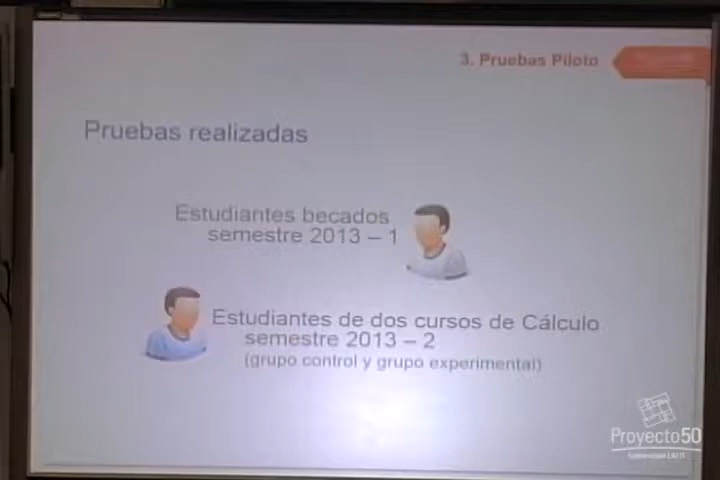 3. Pruebas Piloto
Pruebas realizadas
Estudiantes becados
semestre 2013 – 1
Estudiantes de dos cursos de Cálculo
semestre 2013 – 2
(grupo control y grupo experimental)
Proyecto50